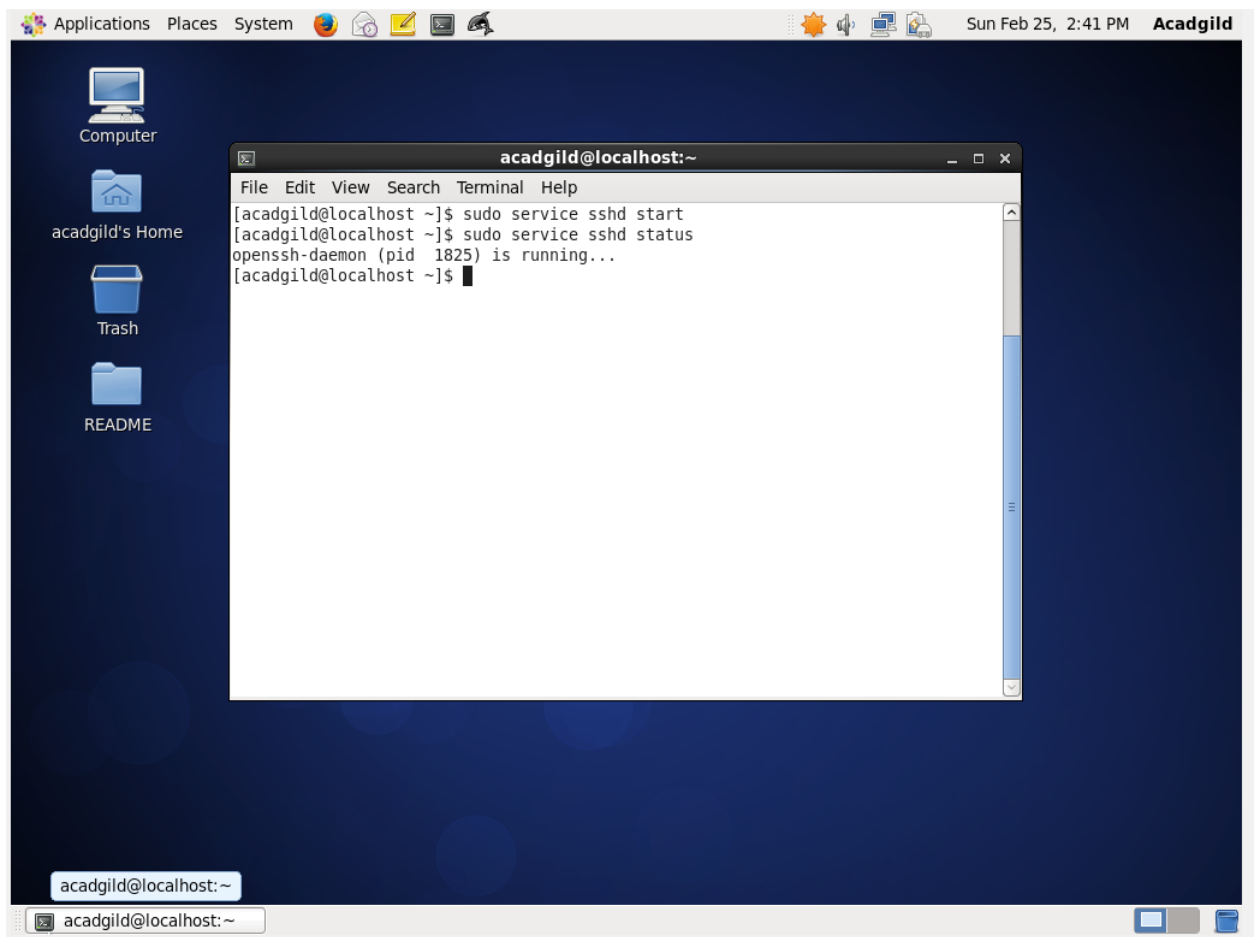 Applications Places System Sun Feb 25, 2:41 PM Acadgild
Computer
acadgild's Home
Trash
README
acadgild@localhost:~
File Edit View Search Terminal Help
[acadgild@localhost ~]$ sudo service sshd start
[acadgild@localhost ~]$ sudo service sshd status
openssh-daemon (pid  1825) is running...
[acadgild@localhost ~]$
acadgild@localhost:~
acadgild@localhost:~